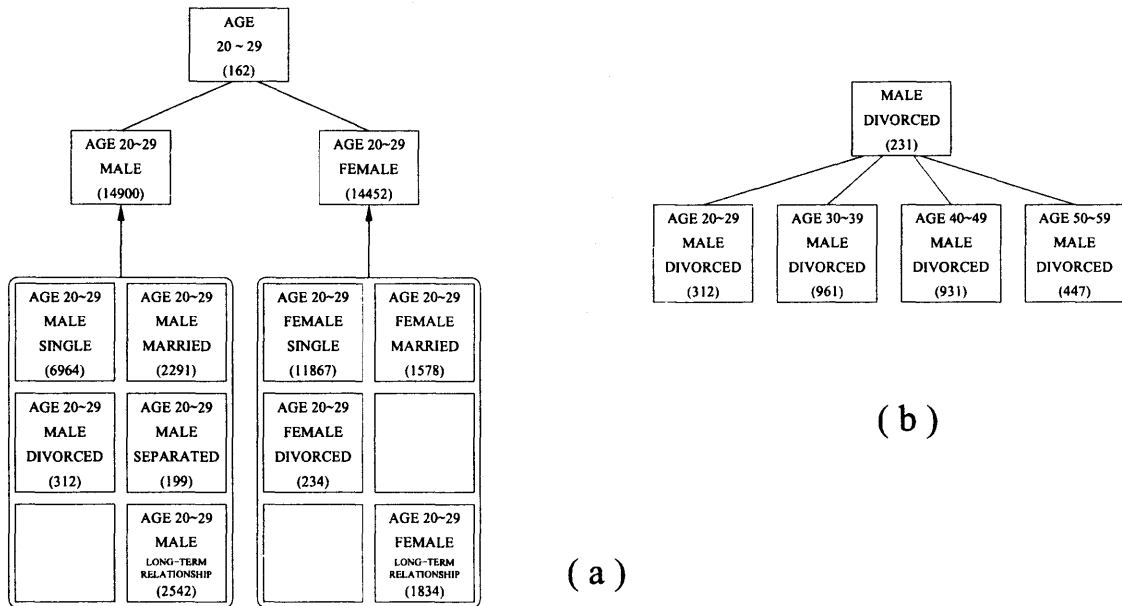 AGE
20 ~ 29
(162)
AGE 20~29
MALE
(14900)
AGE 20~29
FEMALE
(14452)
AGE 20~29
MALE
SINGLE
(6964)
AGE 20~29
MALE
MARRIED
(2291)
AGE 20~29
MALE
DIVORCED
(312)
AGE 20~29
MALE
SEPARATED
(199)
AGE 20~29
MALE
LONG-TERM
RELATIONSHIP
(2542)
AGE 20~29
FEMALE
SINGLE
(11867)
AGE 20~29
FEMALE
MARRIED
(1578)
AGE 20~29
FEMALE
DIVORCED
(234)
AGE 20~29
FEMALE
LONG-TERM
RELATIONSHIP
(1834)
( a )
MALE
DIVORCED
(231)
AGE 20~29
MALE
DIVORCED
(312)
AGE 30~39
MALE
DIVORCED
(961)
AGE 40~49
MALE
DIVORCED
(931)
AGE 50~59
MALE
DIVORCED
(447)
( b )